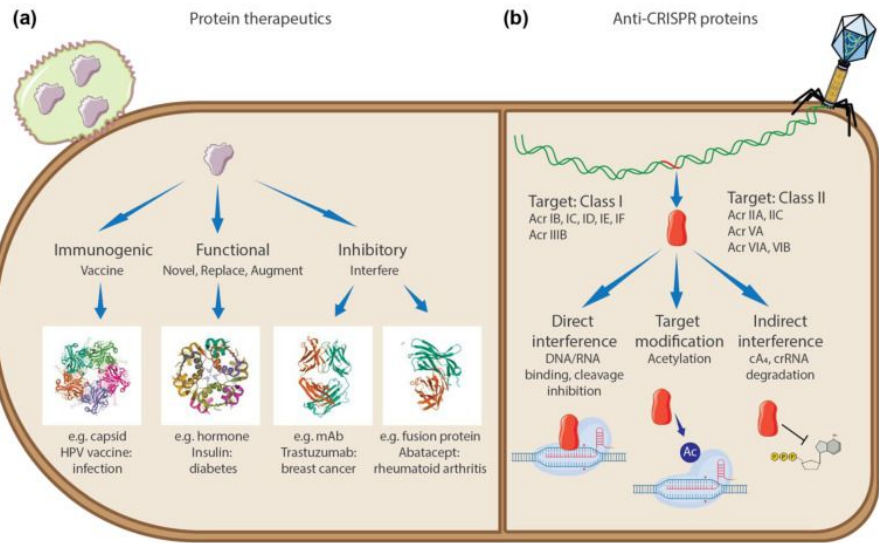 (a)
Protein therapeutics
Immunogenic
Vaccine
Functional
Novel, Replace, Augment
Inhibitory
Interfere
e.g. capsid
HPV vaccine:
infection
e.g. hormone
Insulin:
diabetes
e.g. mAb
Trastuzumab:
breast cancer
e.g. fusion protein
Abatacept:
rheumatoid arthritis
(b)
Anti-CRISPR proteins
Target: Class I
Acr IB, IC, ID, IE, IF
Acr IIIB
Target: Class II
Acr IIA, IIC
Acr VA
Acr VIA, VIB
Direct
interference
DNA/RNA
binding, cleavage
inhibition
Target
modification
Acetylation
Ac
Indirect
interference
cA₄, crRNA
degradation
P P P